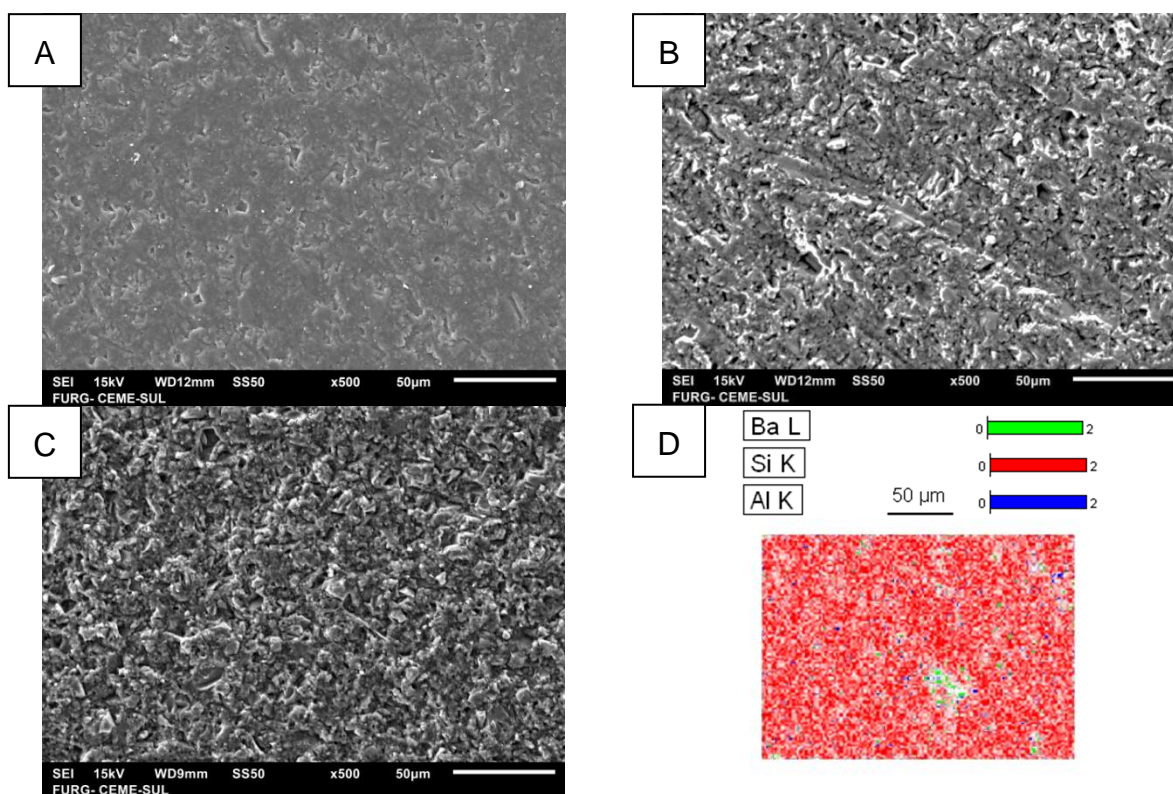 A
SEI 15kV WD12mm SS50 x500 50µm
FURG- CEME-SUL
B
SEI 15kV WD12mm SS50 x500 50µm
FURG- CEME-SUL
C
SEI 15kV WD9mm SS50 x500 50µm
FURG- CEME-SUL
D
Ba L 0 2
Si K 0 2
Al K 50 µm 0 2